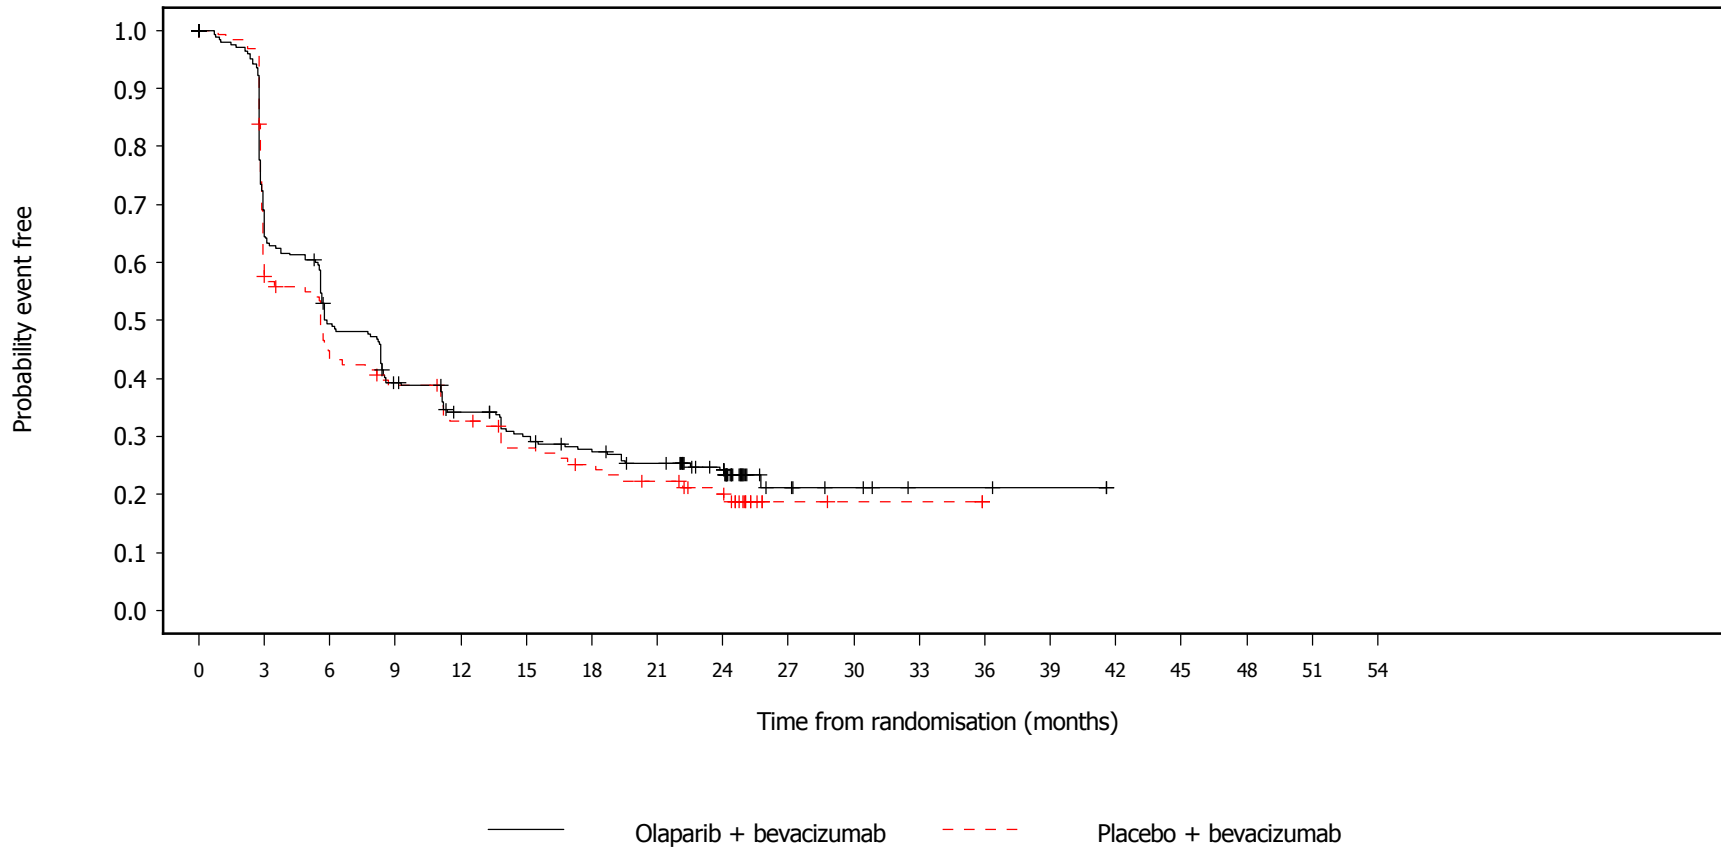 1.0
0.9
0.8
0.7
0.6
0.5
0.4
0.3
0.2
0.1
0.0
Probability event free
0 3 6 9 12 15 18 21 24 27 30 33 36 39 42 45 48 51 54
Time from randomisation (months)
Olaparib + bevacizumab Placebo + bevacizumab